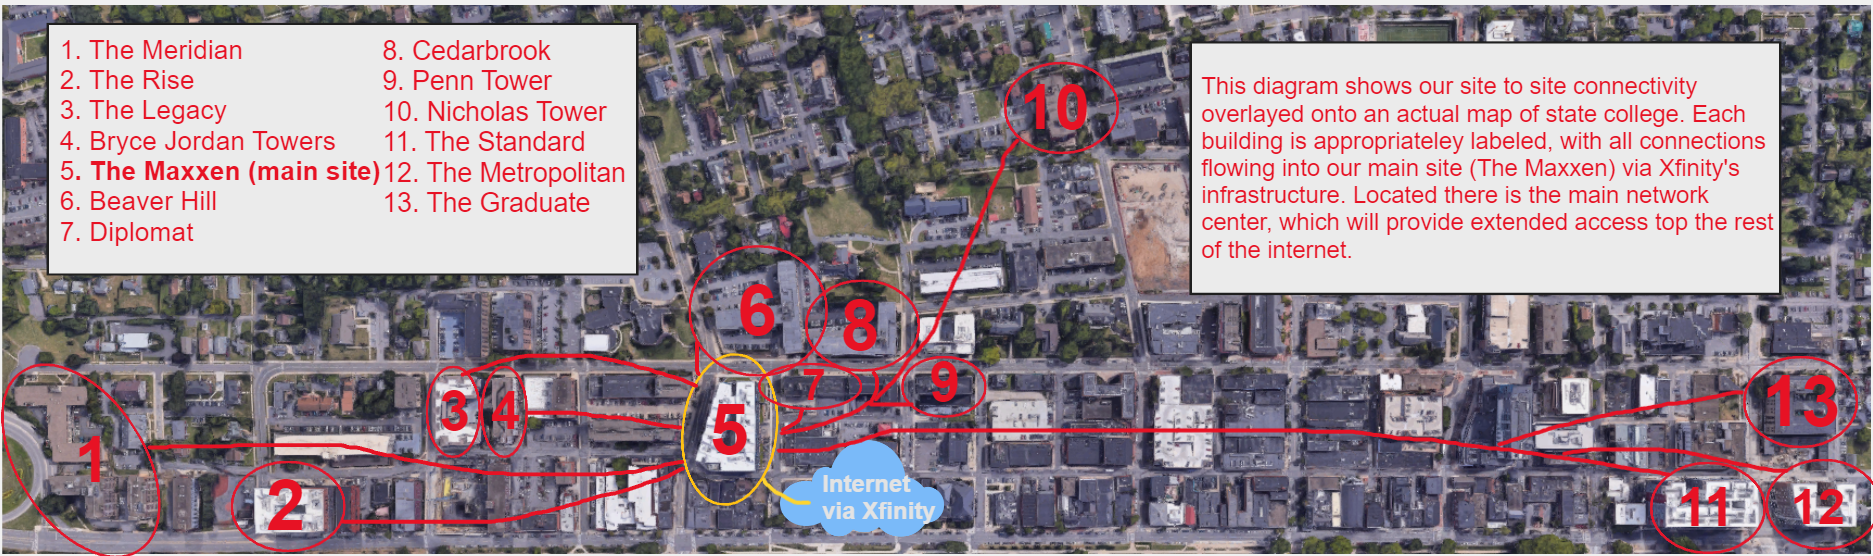 1. The Meridian
2. The Rise
3. The Legacy
4. Bryce Jordan Towers
5. The Maxxen (main site)
6. Beaver Hill
7. Diplomat
8. Cedarbrook
9. Penn Tower
10. Nicholas Tower
11. The Standard
12. The Metropolitan
13. The Graduate
This diagram shows our site to site connectivity
overlayed onto an actual map of state college. Each
building is appropriateley labeled, with all connections
flowing into our main site (The Maxxen) via Xfinity's
infrastructure. Located there is the main network
center, which will provide extended access top the rest
of the internet.
10
6
8
7
9
13
3
4
5
1
2
Internet
via Xfinity
11
12